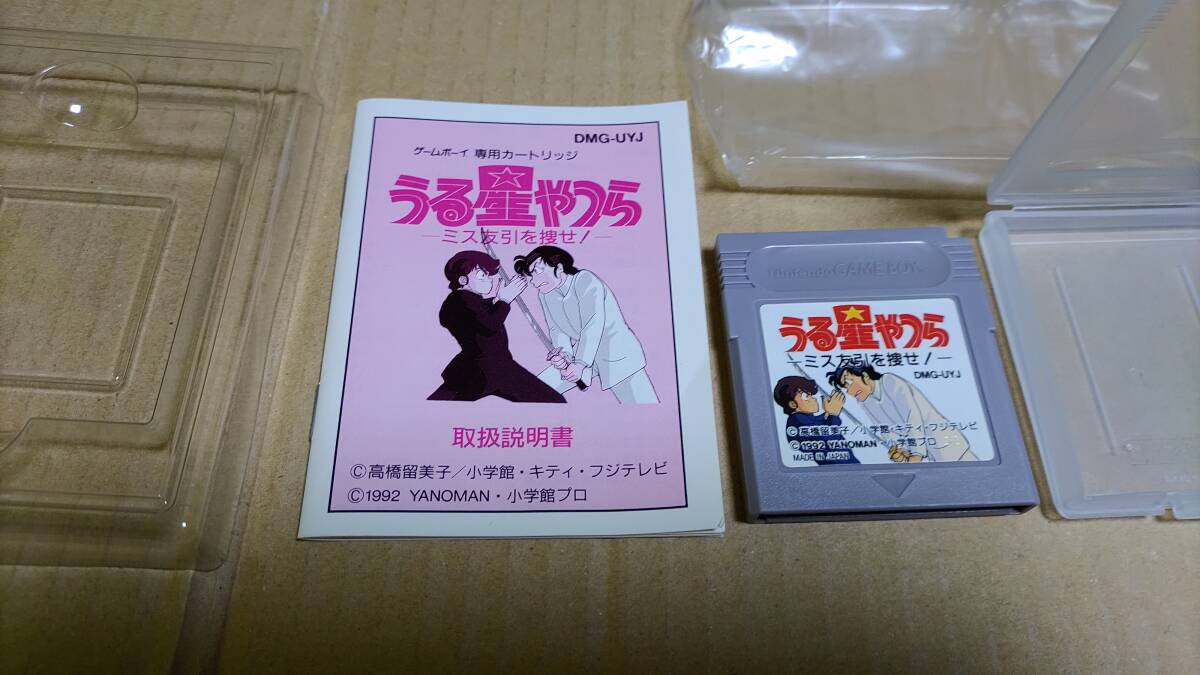 DMG-UYJ
ゲームボーイ 専用カートリッジ
うる星やつら
―ミス友引を捜せ!―
取扱説明書
©高橋留美子/小学館・キティ・フジテレビ
©1992 YANOMAN・小学館プロ
Nintendo GAME BOY
うる星やつら
―ミス友引を捜せ!―
DMG-UYJ
©高橋留美子/小学館・キティ・フジテレビ
©1992 YANOMAN・小学館プロ
MADE IN JAPAN